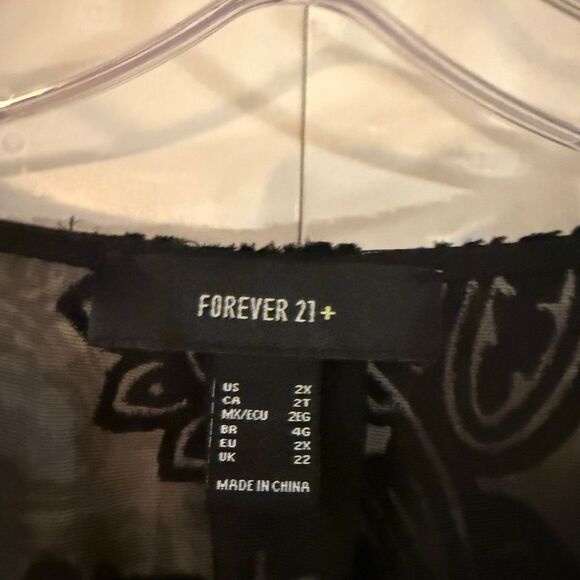 FOREVER 21+
US 2X
CA 2T
MX/ECU 2EG
BR 4G
EU 2X
UK 22
MADE IN CHINA